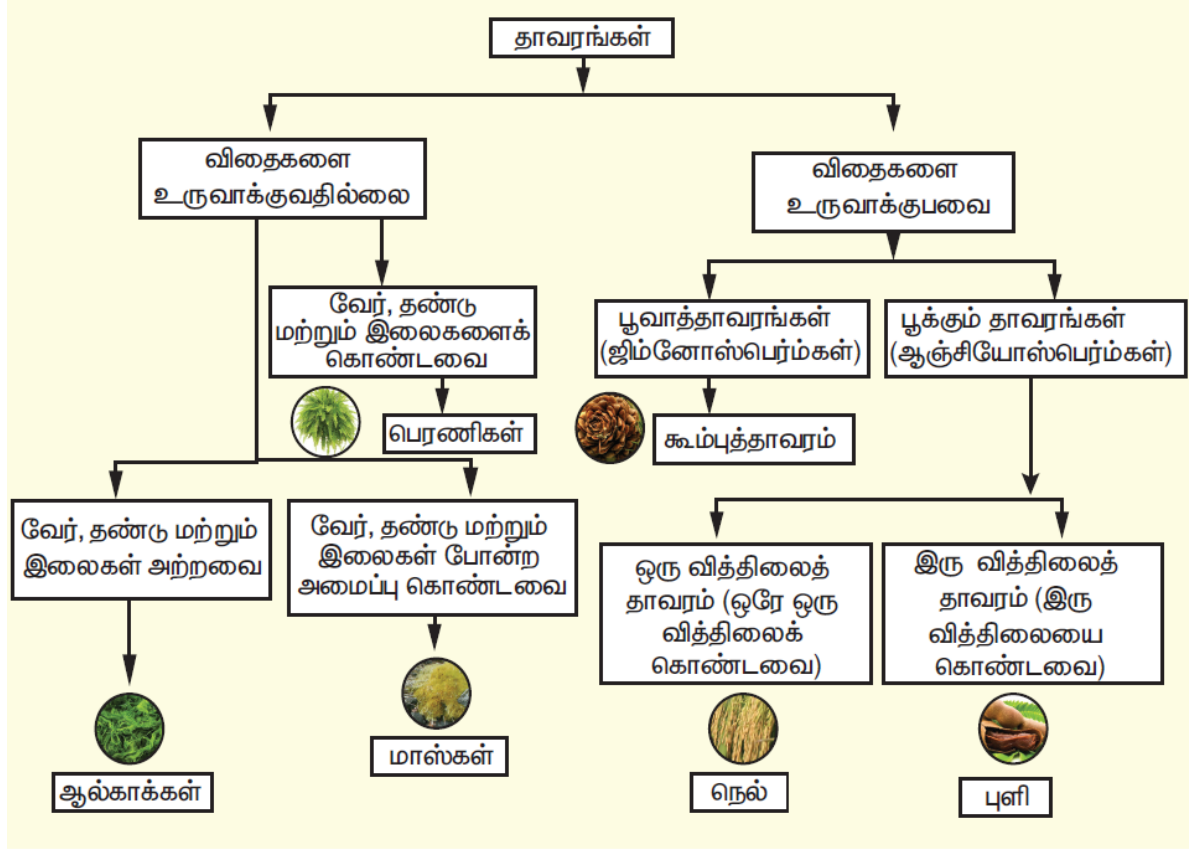 தாவரங்கள்
விதைகளை
உருவாக்குவதில்லை
விதைகளை
உருவாக்குபவை
வேர், தண்டு
மற்றும் இலைகளைக்
கொண்டவை
பெரணிகள்
பூவாத்தாவரங்கள்
(ஜிம்னோஸ்பெர்ம்கள்)
பூக்கும் தாவரங்கள்
(ஆஞ்சியோஸ்பெர்ம்கள்)
கூம்புத்தாவரம்
வேர், தண்டு மற்றும்
இலைகள் அற்றவை
வேர், தண்டு மற்றும்
இலைகள் போன்ற
அமைப்பு கொண்டவை
ஒரு வித்திலைத்
தாவரம் (ஒரே ஒரு
வித்திலைக்
கொண்டவை)
இரு வித்திலைத்
தாவரம் (இரு
வித்திலையை
கொண்டவை)
ஆல்காக்கள்
மாஸ்கள்
நெல்
புளி